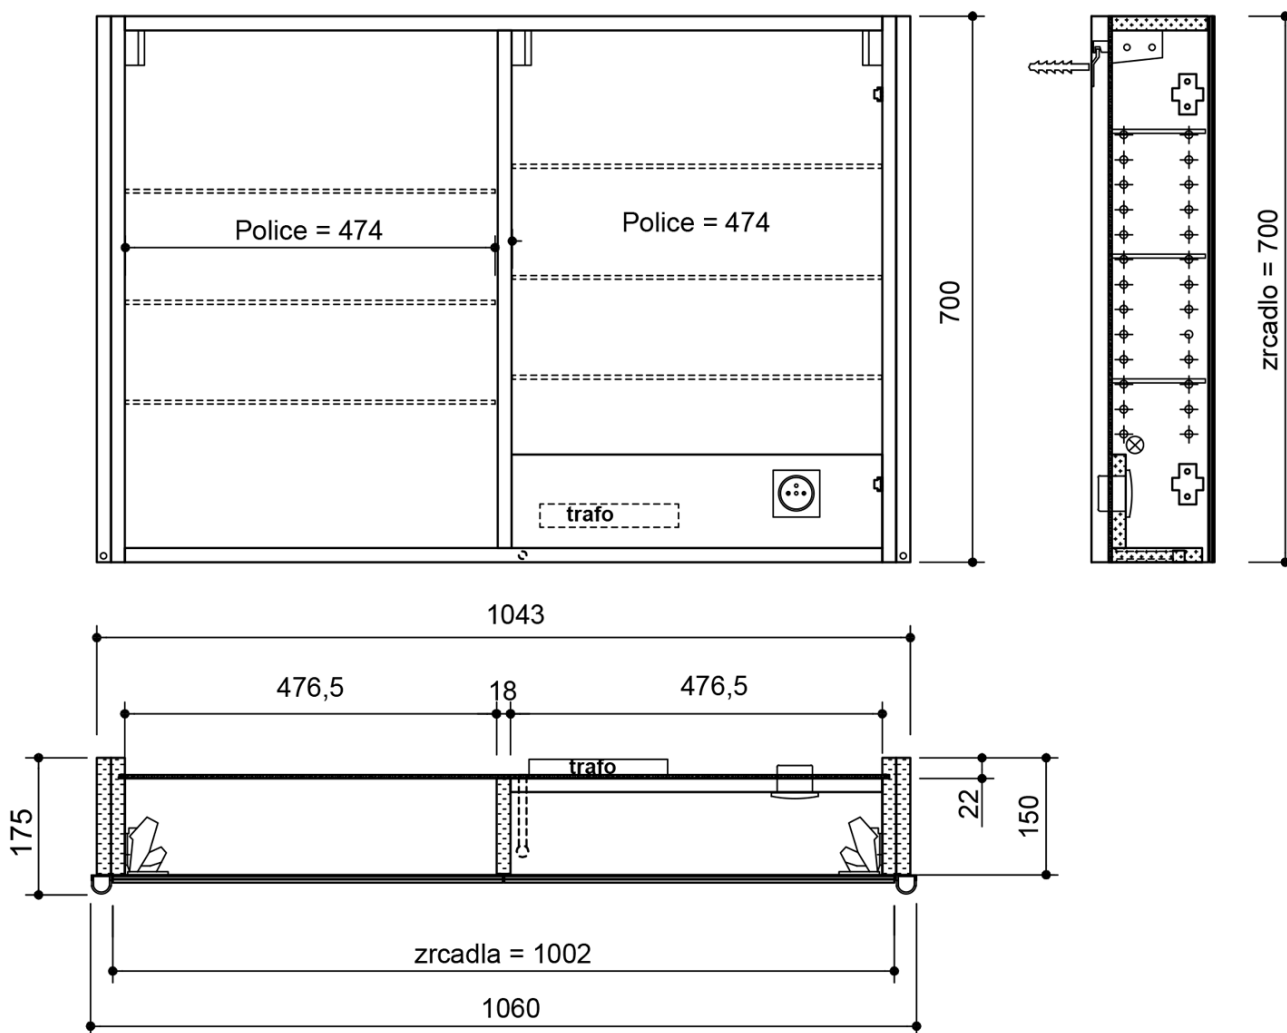 Police = 474
Police = 474
700
zrcadlo = 700
trafo
1043
476,5
18
476,5
trafo
175
22
150
zrcadla = 1002
1060